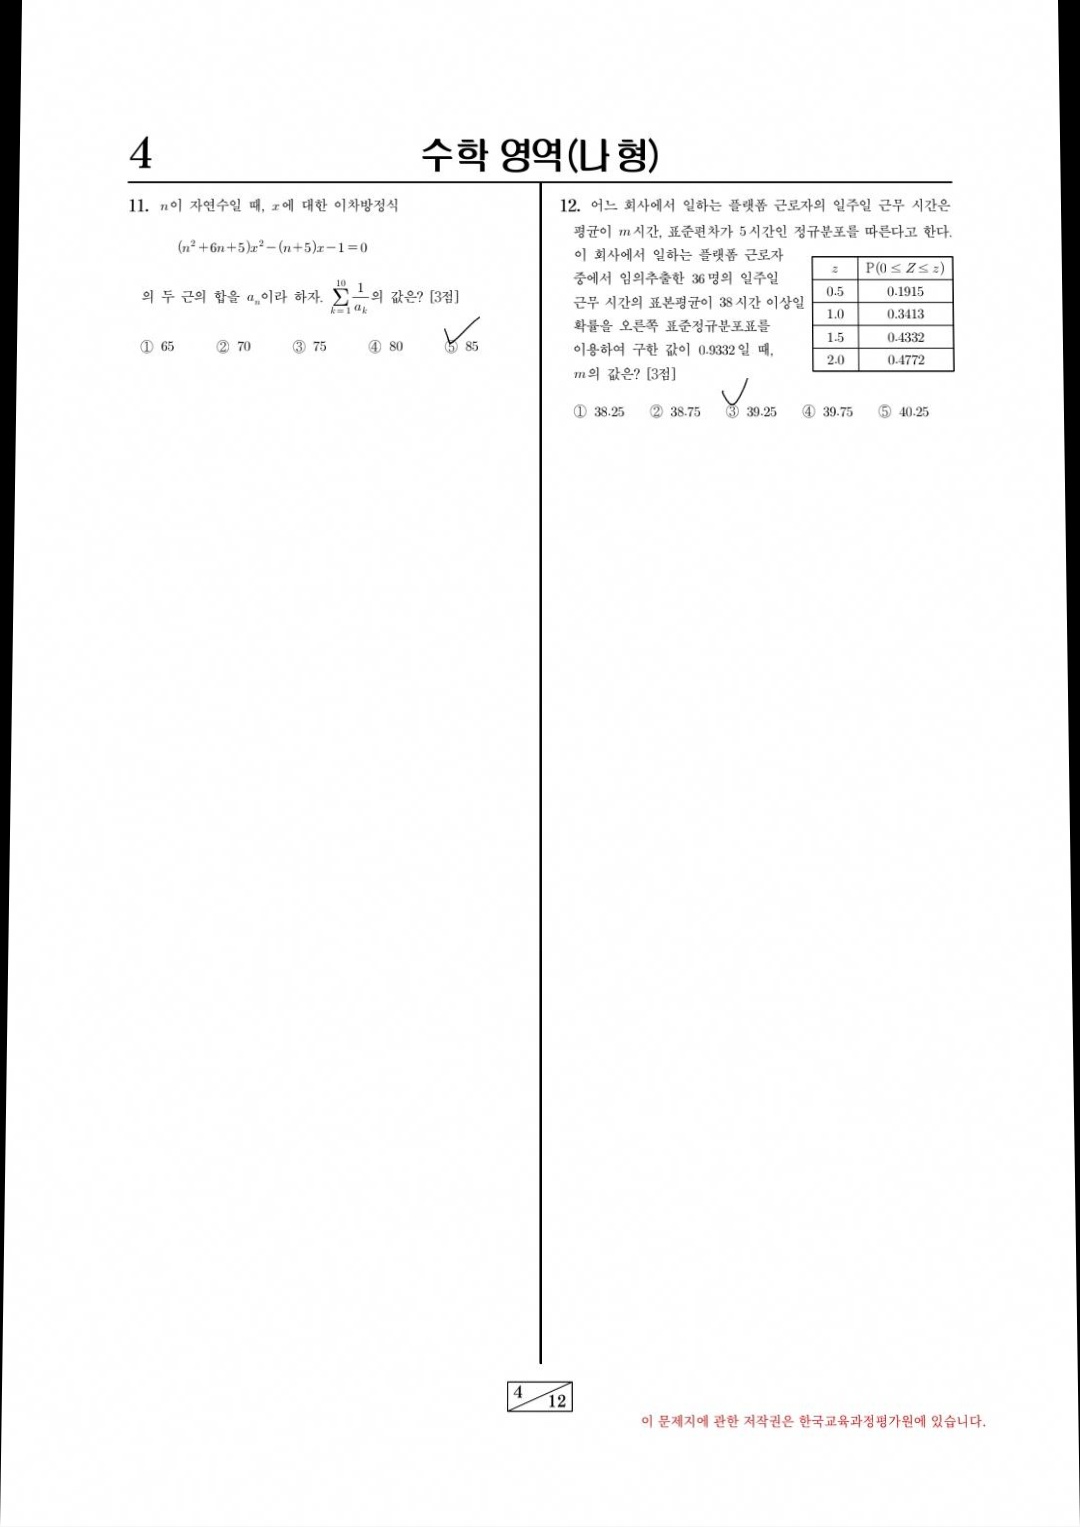 4
수학 영역(나형)
11. n이 자연수일 때, x에 대한 이차방정식
(n²+6n+5)x²-(n+5)x-1=0
의 두 근의 합을 aₙ이라 하자. \sum_{k=1}^{10} \frac{1}{a_k}의 값은? [3점]
① 65 ② 70 ③ 75 ④ 80 ⑤ 85
12. 어느 회사에서 일하는 플랫폼 근로자의 일주일 근무 시간은
평균이 m시간, 표준편차가 5시간인 정규분포를 따른다고 한다.
이 회사에서 일하는 플랫폼 근로자
중에서 임의추출한 36명의 일주일
근무 시간의 표본평균이 38시간 이상일
확률을 오른쪽 표준정규분포표를
이용하여 구한 값이 0.9332일 때,
m의 값은? [3점]
z P(0≤Z≤z)
0.5 0.1915
1.0 0.3413
1.5 0.4332
2.0 0.4772
① 38.25 ② 38.75 ③ 39.25 ④ 39.75 ⑤ 40.25
4
12
이 문제지에 관한 저작권은 한국교육과정평가원에 있습니다.